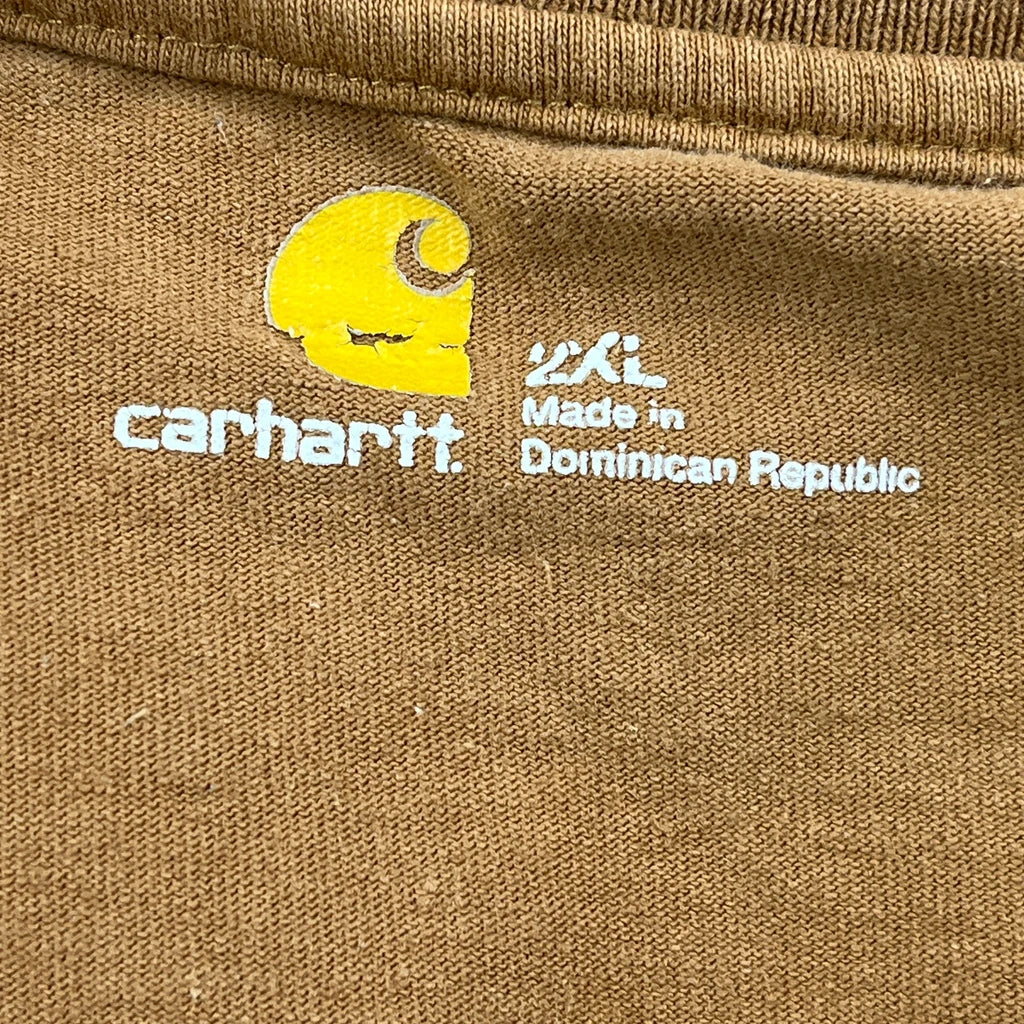 carhartt.
2XL
Made in
Dominican Republic